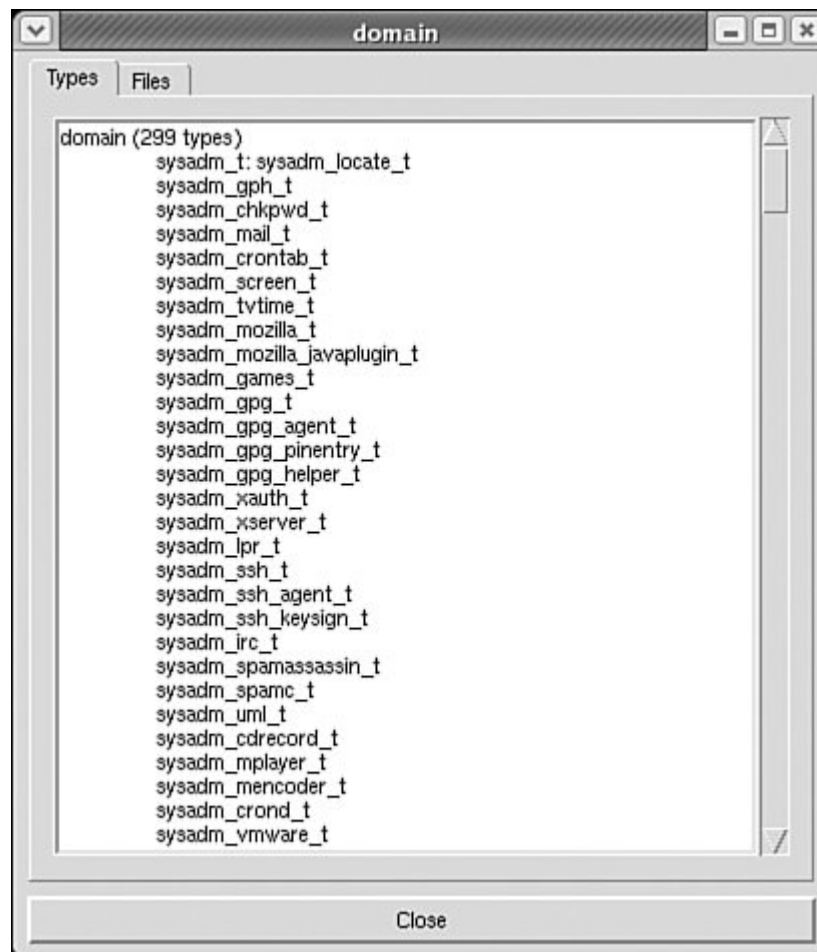 domain
Types Files
domain (299 types)
sysadm_t: sysadm_locate_t
sysadm_gph_t
sysadm_chkpwd_t
sysadm_mail_t
sysadm_crontab_t
sysadm_screen_t
sysadm_tvtime_t
sysadm_mozilla_t
sysadm_mozilla_javaplugin_t
sysadm_games_t
sysadm_gpg_t
sysadm_gpg_agent_t
sysadm_gpg_pinentry_t
sysadm_gpg_helper_t
sysadm_xauth_t
sysadm_xserver_t
sysadm_lpr_t
sysadm_ssh_t
sysadm_ssh_agent_t
sysadm_ssh_keysign_t
sysadm_irc_t
sysadm_spamassassin_t
sysadm_spamc_t
sysadm_uml_t
sysadm_cdrecord_t
sysadm_mplayer_t
sysadm_mencoder_t
sysadm_crond_t
sysadm_vmware_t
Close